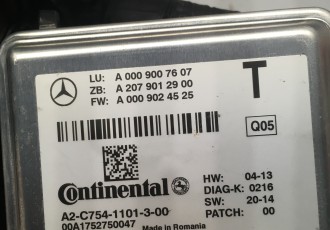 LU: A 000 900 76 07
ZB: A 207 901 29 00
FW: A 000 902 45 25
T
Q05
Continental
HW: 04-13
DIAG-K: 0216
SW: 20-14
PATCH: 00
A2-C754-1101-3-00
00A1752750047
Made in Romania